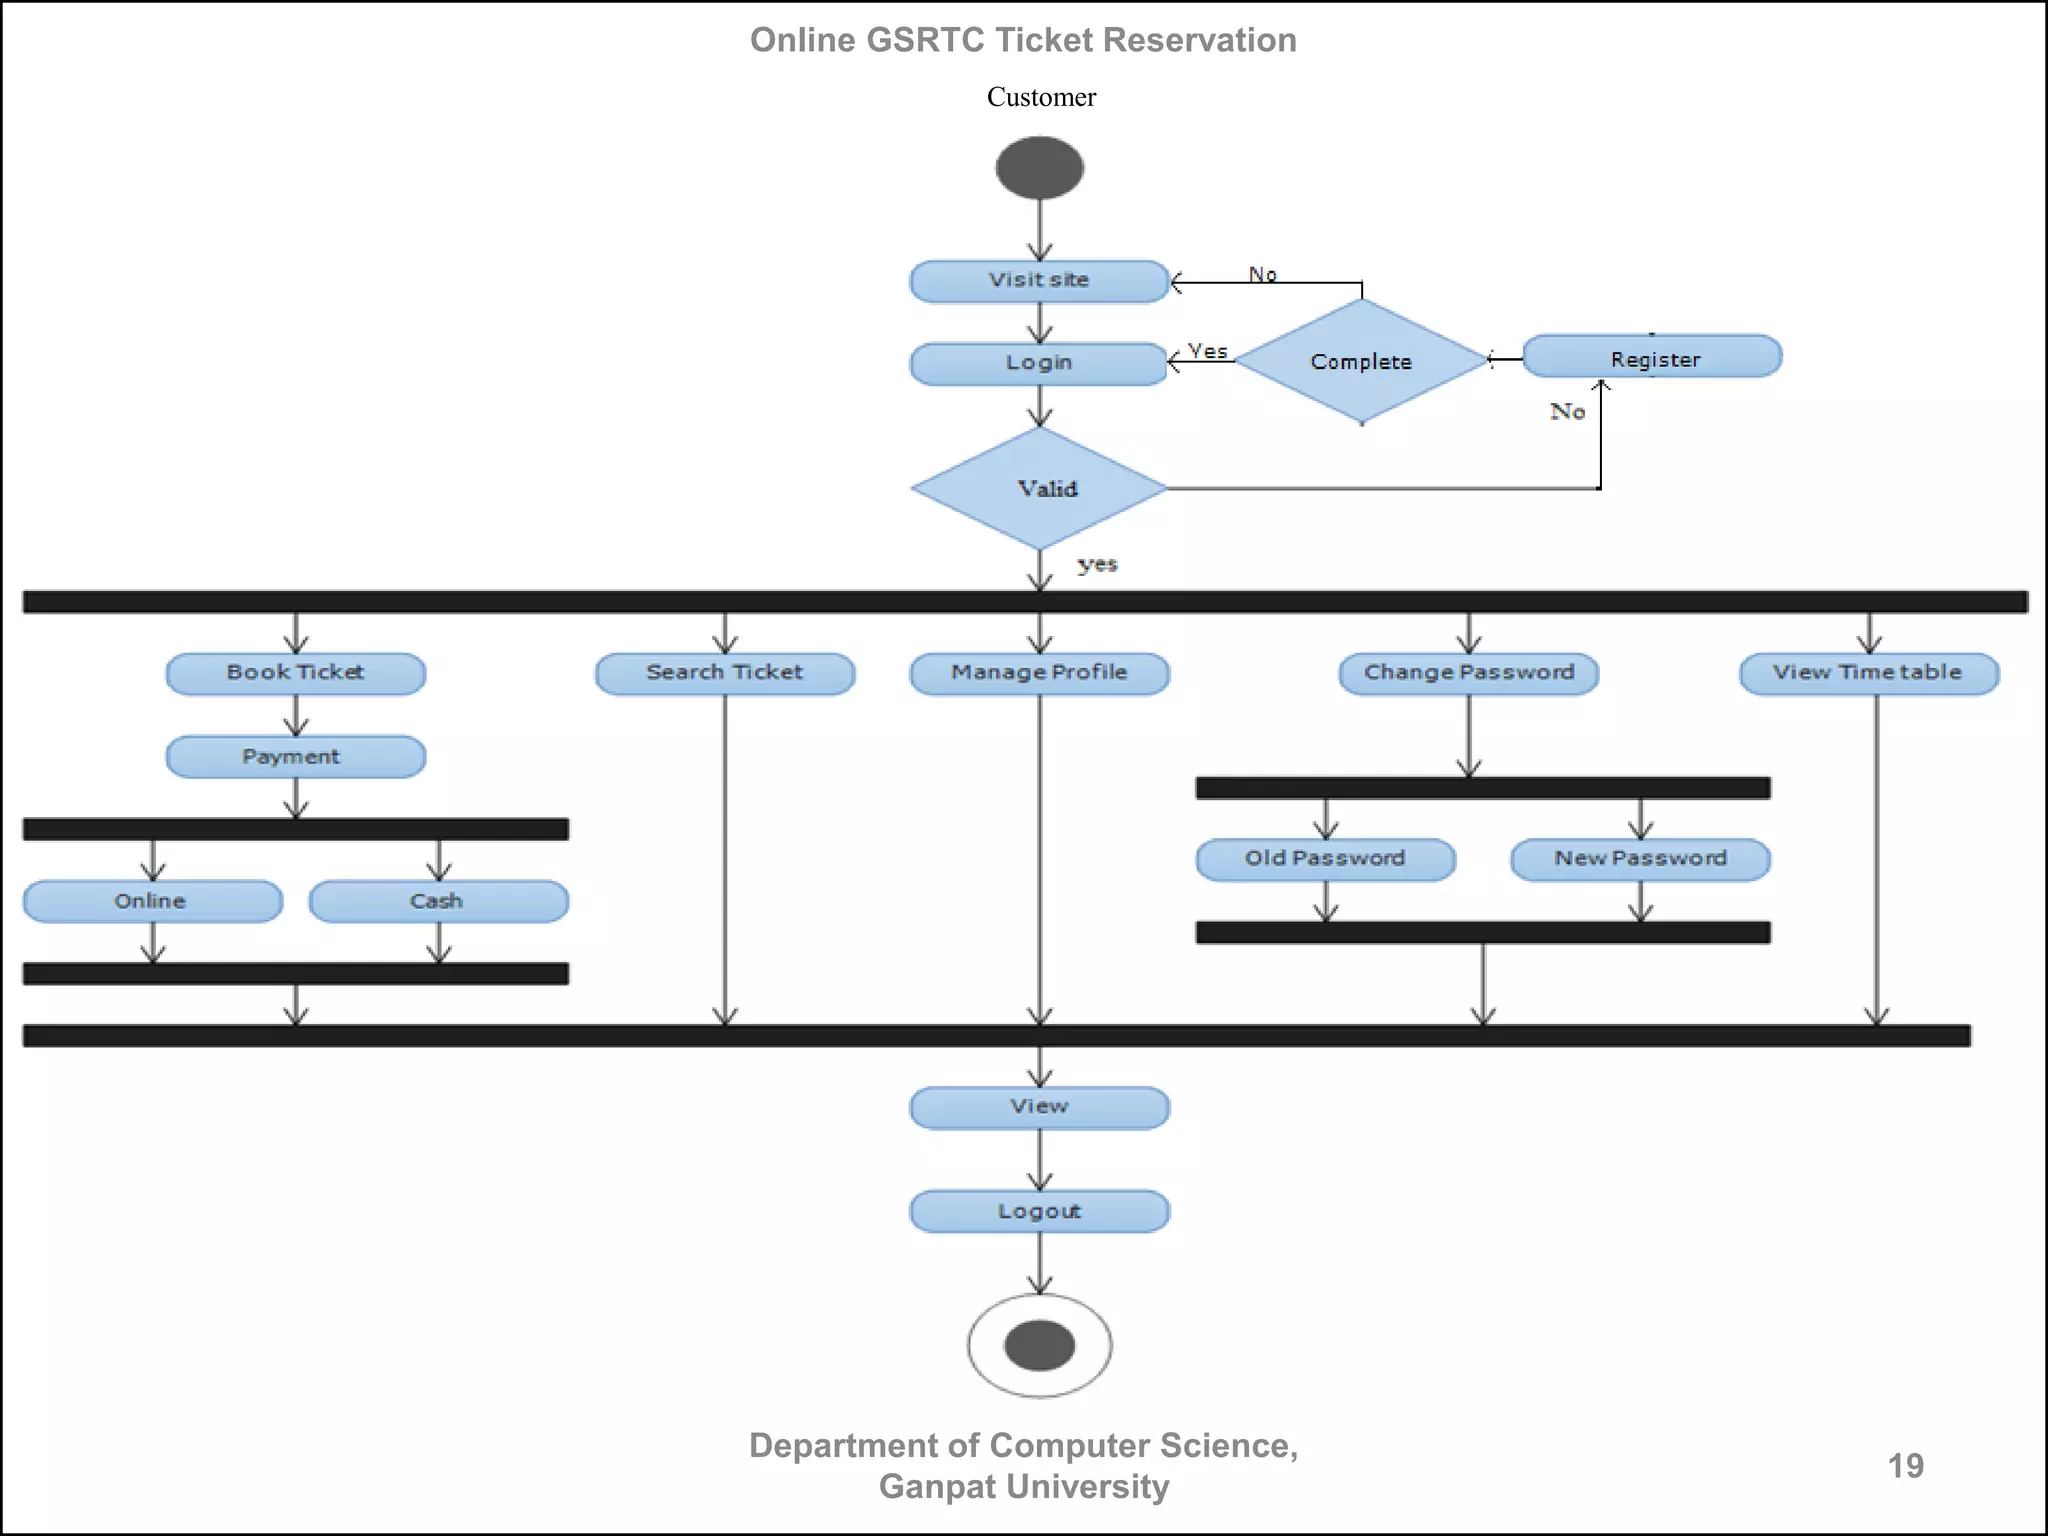 Online GSRTC Ticket Reservation
Customer
Visit site
No
Login
Yes
Complete
Register
No
Valid
yes
Book Ticket
Search Ticket
Manage Profile
Change Password
View Time table
Payment
Old Password
New Password
Online
Cash
View
Logout
Department of Computer Science,
Ganpat University
19